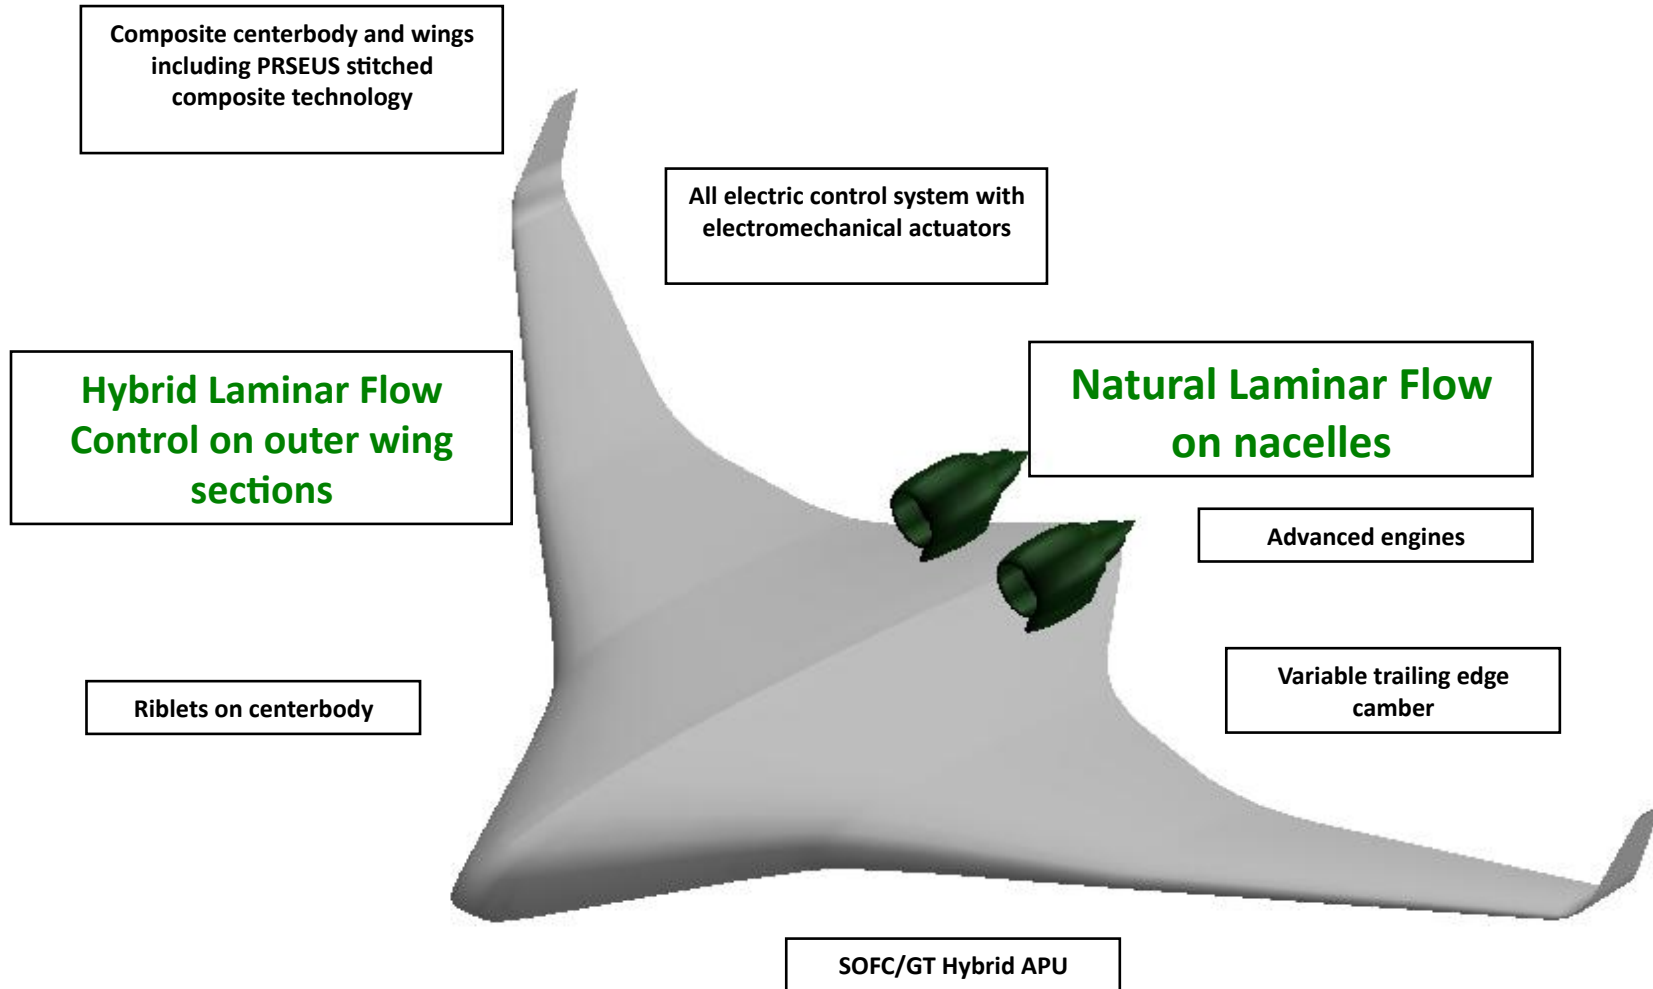 Composite centerbody and wings
including PRSEUS stitched
composite technology
All electric control system with
electromechanical actuators
Hybrid Laminar Flow
Control on outer wing
sections
Natural Laminar Flow
on nacelles
Advanced engines
Variable trailing edge
camber
Riblets on centerbody
SOFC/GT Hybrid APU